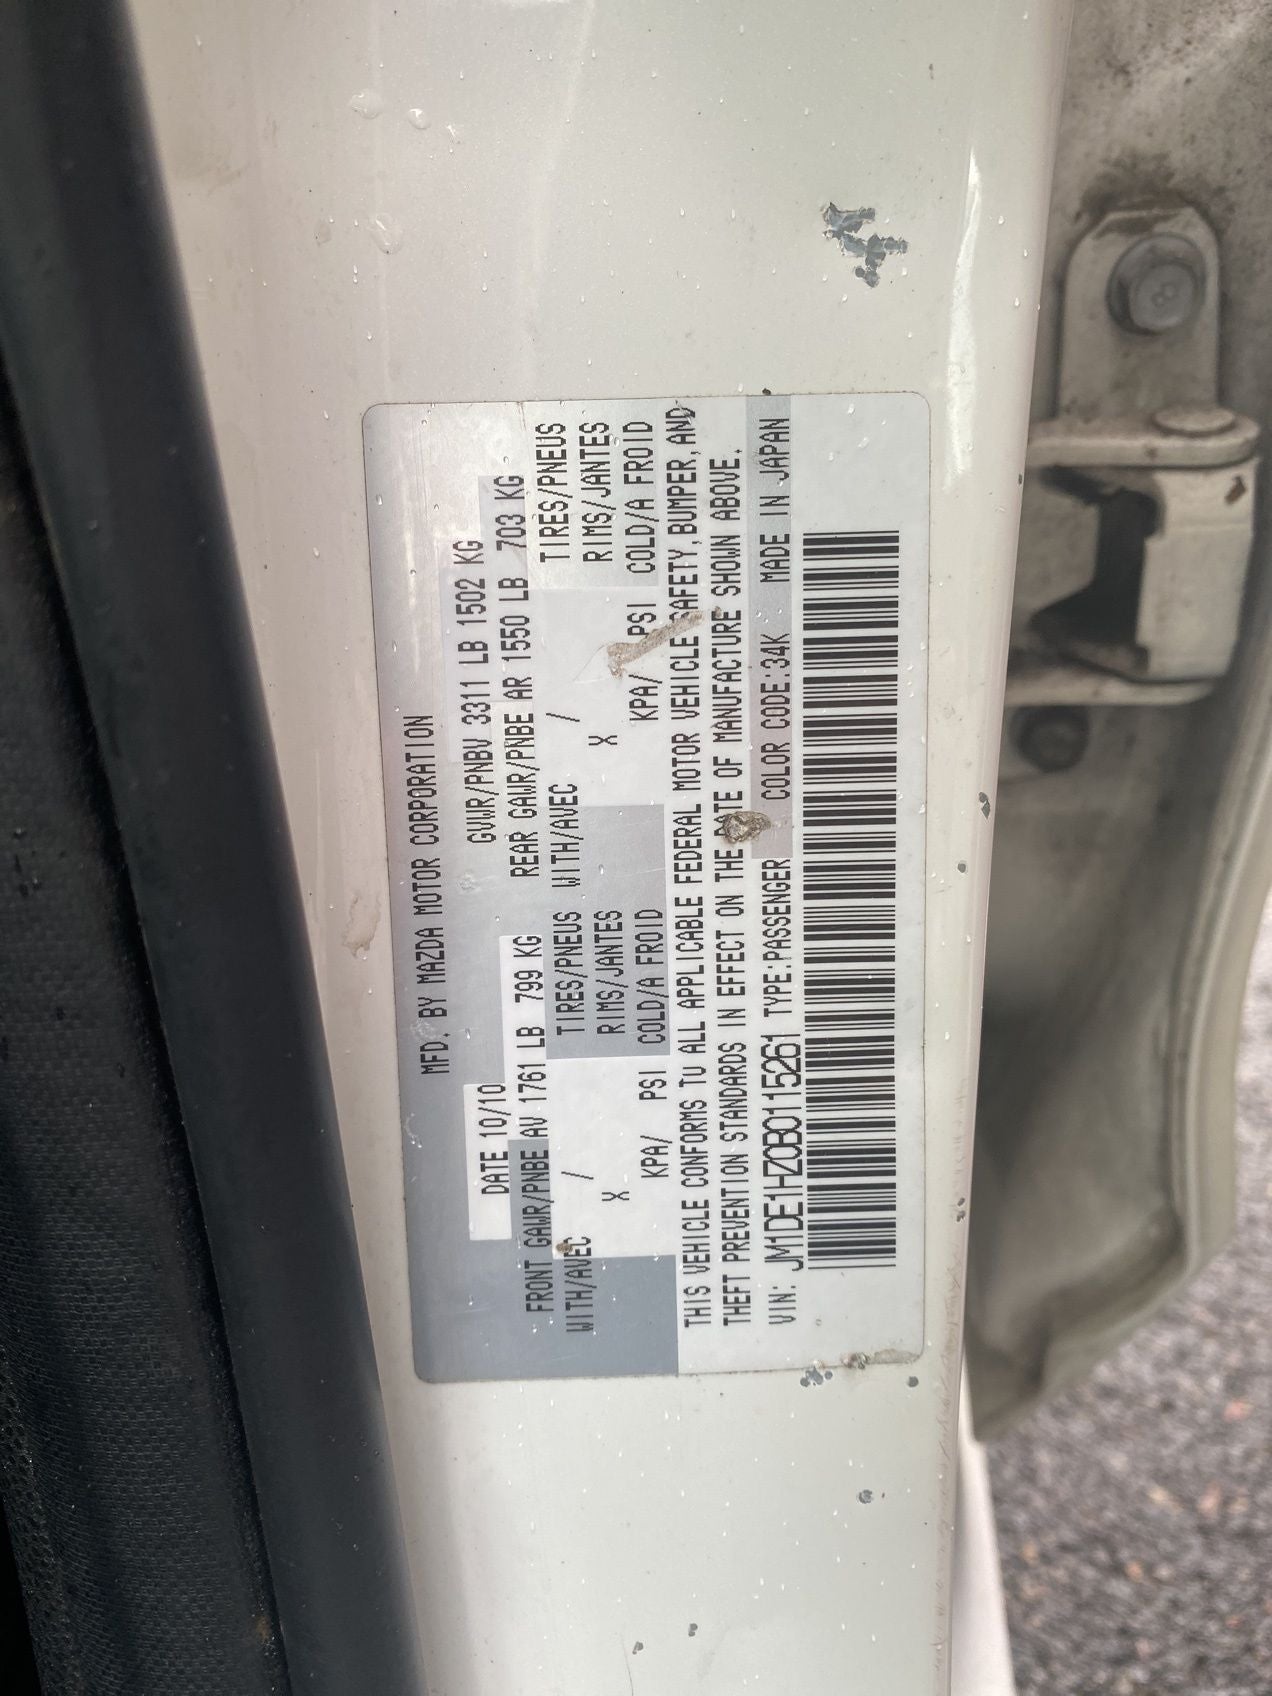 MFD. BY MAZDA MOTOR CORPORATION
DATE 10/10 GVWR/PNBV 3311 LB 1502 KG
FRONT GAWR/PNBE AV 1761 LB 799 KG REAR GAWR/PNBE AR 1550 LB 703 KG
WITH/AVEC / TIRES/PNEUS WITH/AVEC / TIRES/PNEUS
X RIMS/JANTES X RIMS/JANTES
KPA/ PSI COLD/A FROID KPA/ PSI COLD/A FROID
THIS VEHICLE CONFORMS TO ALL APPLICABLE FEDERAL MOTOR VEHICLE SAFETY, BUMPER, AND
THEFT PREVENTION STANDARDS IN EFFECT ON THE DATE OF MANUFACTURE SHOWN ABOVE.
VIN: JM1DE1HZ0B0115261 TYPE:PASSENGER COLOR CODE:34K MADE IN JAPAN